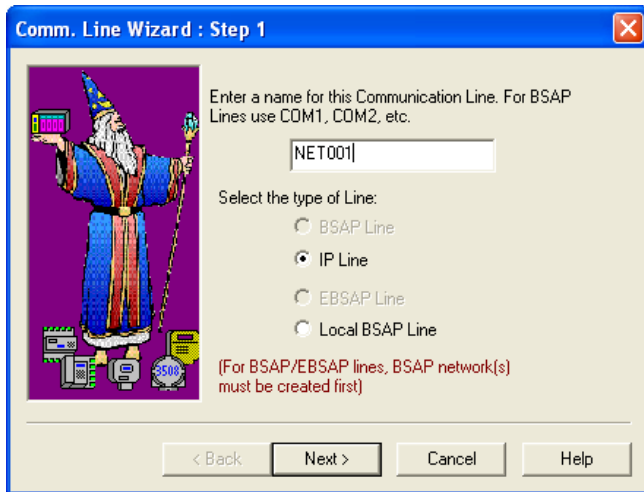 Comm. Line Wizard : Step 1
Enter a name for this Communication Line. For BSAP
Lines use COM1, COM2, etc.
NET001
Select the type of Line:
BSAP Line
IP Line
EBSAP Line
Local BSAP Line
(For BSAP/EBSAP lines, BSAP network(s)
must be created first)
3508
< Back
Next >
Cancel
Help